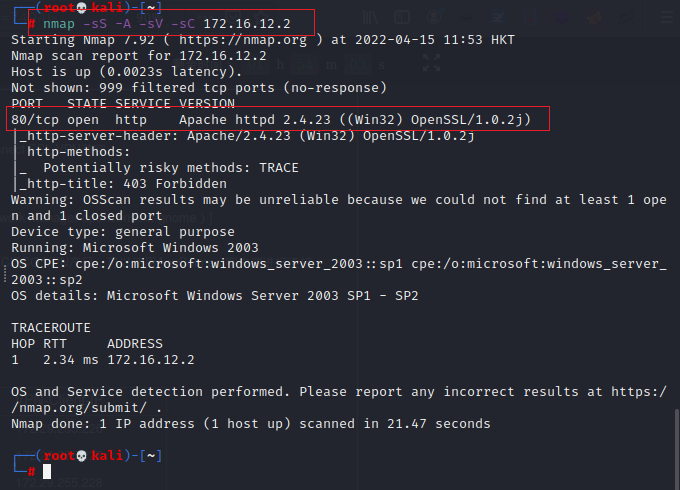 ┌──(root💀kali)-[~]
└─# nmap -sS -A -sV -sC 172.16.12.2
Starting Nmap 7.92 ( https://nmap.org ) at 2022-04-15 11:53 HKT
Nmap scan report for 172.16.12.2
Host is up (0.0023s latency).
Not shown: 999 filtered tcp ports (no-response)
PORT   STATE SERVICE VERSION
80/tcp open  http    Apache httpd 2.4.23 ((Win32) OpenSSL/1.0.2j)
|_http-server-header: Apache/2.4.23 (Win32) OpenSSL/1.0.2j
| http-methods:
|_  Potentially risky methods: TRACE
|_http-title: 403 Forbidden
Warning: OSScan results may be unreliable because we could not find at least 1 ope
n and 1 closed port
Device type: general purpose
Running: Microsoft Windows 2003
OS CPE: cpe:/o:microsoft:windows_server_2003::sp1 cpe:/o:microsoft:windows_server_
2003::sp2
OS details: Microsoft Windows Server 2003 SP1 - SP2
TRACEROUTE
HOP RTT     ADDRESS
1   2.34 ms 172.16.12.2
OS and Service detection performed. Please report any incorrect results at https:/
/nmap.org/submit/ .
Nmap done: 1 IP address (1 host up) scanned in 21.47 seconds
┌──(root💀kali)-[~]
└─#